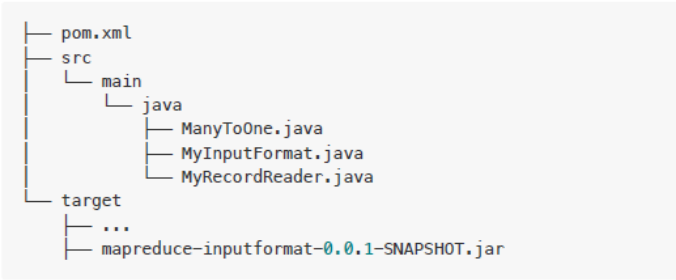 ├── pom.xml
├── src
│   └── main
│       └── java
│           ├── ManyToOne.java
│           ├── MyInputFormat.java
│           └── MyRecordReader.java
└── target
    ├── ...
    ├── mapreduce-inputformat-0.0.1-SNAPSHOT.jar